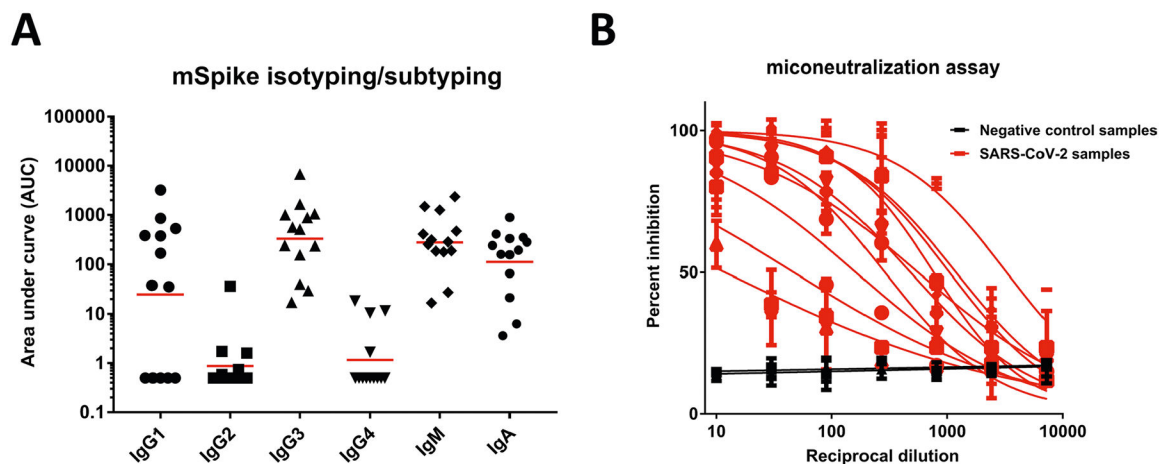 A
mSpike isotyping/subtyping
Area under curve (AUC)
100000
10000
1000
100
10
1
0.1
IgG1
IgG2
IgG3
IgG4
IgM
IgA
B
miconeutralization assay
Percent inhibition
100
50
0
Negative control samples
SARS-CoV-2 samples
10
100
1000
10000
Reciprocal dilution